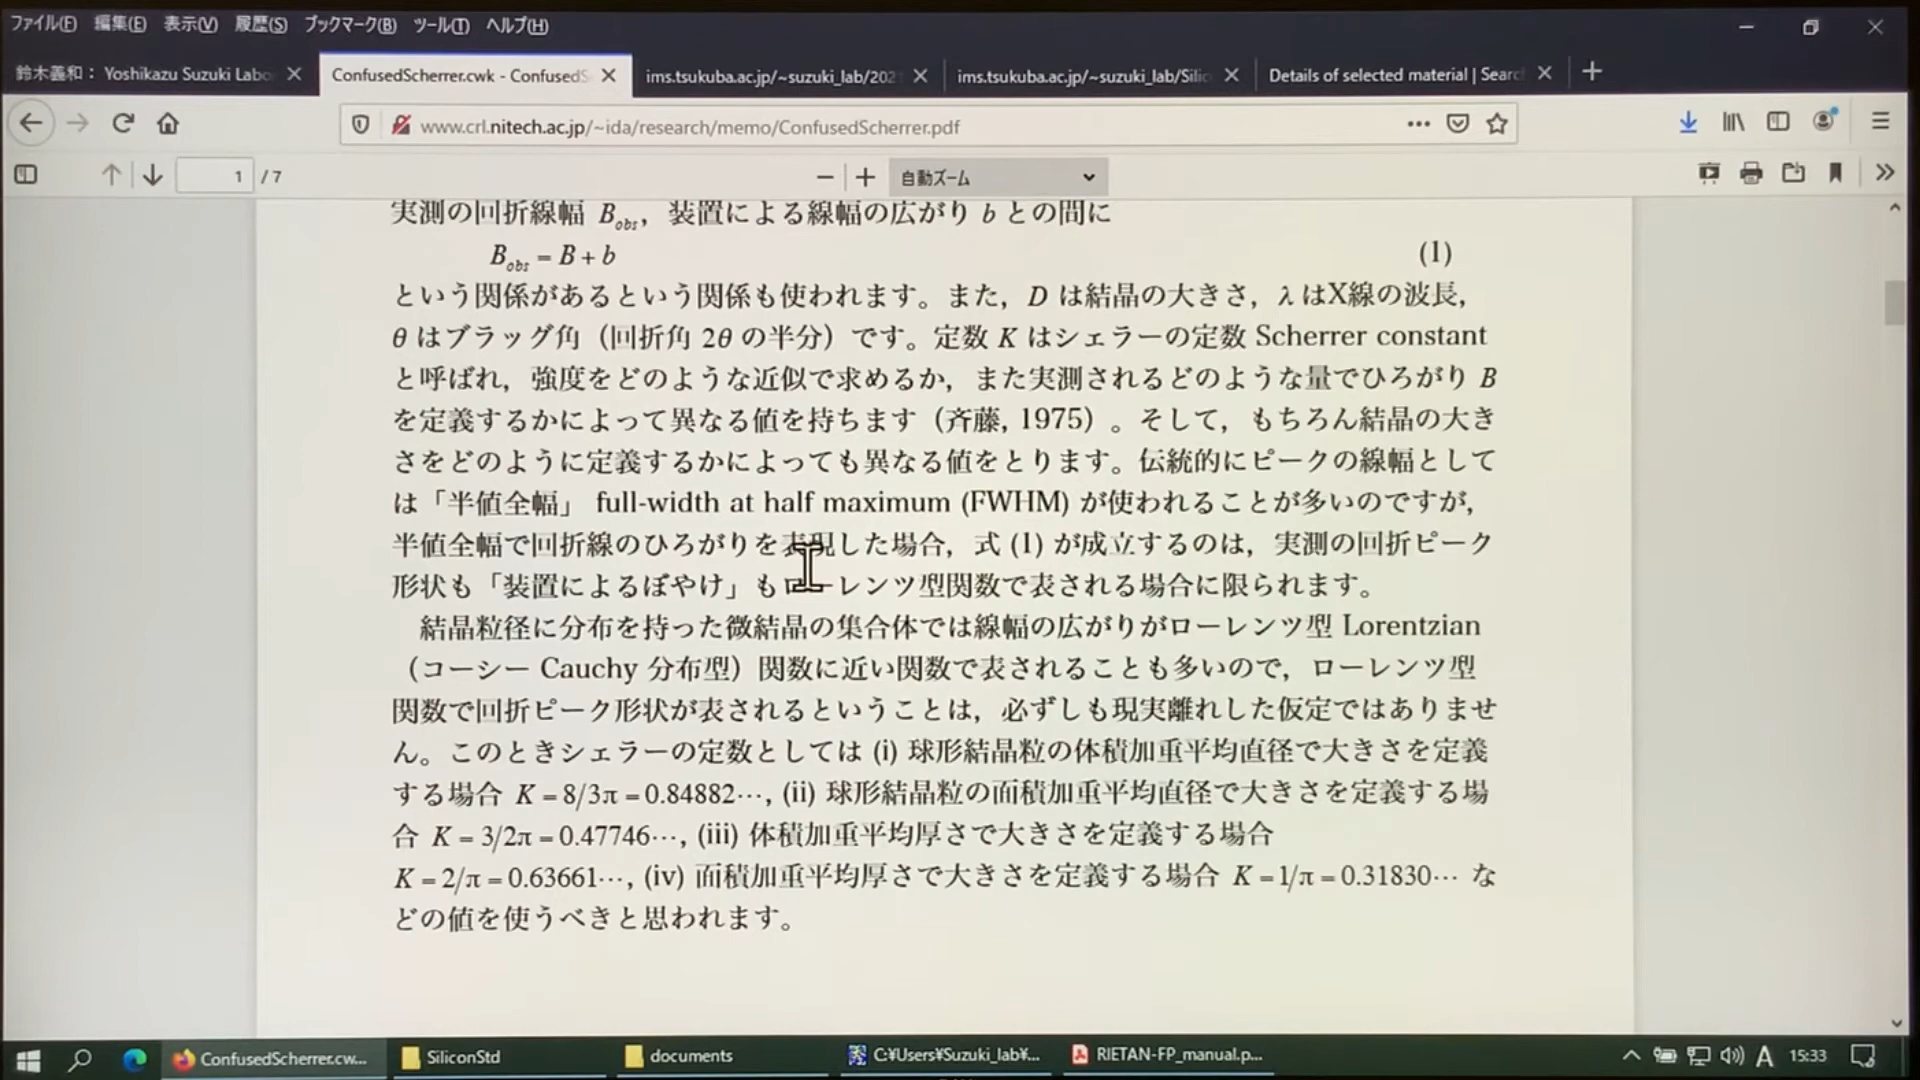 ファイル(F) 編集(E) 表示(V) 履歴(S) ブックマーク(B) ツール(T) ヘルプ(H)
鈴木義和: Yoshikazu Suzuki Labo
ConfusedScherrer.cwk - ConfusedS
ims.tsukuba.ac.jp/~suzuki_lab/202
ims.tsukuba.ac.jp/~suzuki_lab/Silic
Details of selected material | Searc
www.crl.nitech.ac.jp/~ida/research/memo/ConfusedScherrer.pdf
1 / 7
自動ズーム
実測の回折線幅 Bobs，装置による線幅の広がり b との間に
Bobs = B + b (1)
という関係があるという関係も使われます。また，D は結晶の大きさ，λ はX線の波長，
θ はブラッグ角（回折角 2θ の半分）です。定数 K はシェラーの定数 Scherrer constant
と呼ばれ，強度をどのような近似で求めるか，また実測されるどのような量でひろがり B
を定義するかによって異なる値を持ちます（斉藤, 1975）。そして，もちろん結晶の大き
さをどのように定義するかによっても異なる値をとります。伝統的にピークの線幅として
は「半値全幅」 full-width at half maximum (FWHM) が使われることが多いのですが，
半値全幅で回折線のひろがりを表現した場合，式 (1) が成立するのは，実測の回折ピーク
形状も「装置によるぼやけ」もローレンツ型関数で表される場合に限られます。
結晶粒径に分布を持った微結晶の集合体では線幅の広がりがローレンツ型 Lorentzian
（コーシー Cauchy 分布型）関数に近い関数で表されることも多いので，ローレンツ型
関数で回折ピーク形状が表されるということは，必ずしも現実離れした仮定ではありませ
ん。このときシェラーの定数としては (i) 球形結晶粒の体積加重平均直径で大きさを定義
する場合 K = 8/3π = 0.84882⋯, (ii) 球形結晶粒の面積加重平均直径で大きさを定義する場
合 K = 3/2π = 0.47746⋯, (iii) 体積加重平均厚さで大きさを定義する場合
K = 2/π = 0.63661⋯, (iv) 面積加重平均厚さで大きさを定義する場合 K = 1/π = 0.31830⋯ な
どの値を使うべきと思われます。
ConfusedScherrer.cw...
SiliconStd
documents
C:¥Users¥Suzuki_lab¥...
RIETAN-FP_manual.p...
A
15:33